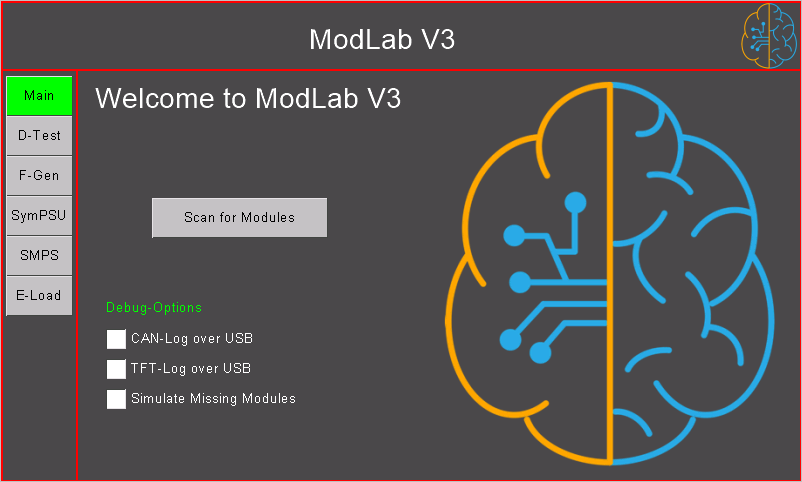 ModLab V3
Main
D-Test
F-Gen
SymPSU
SMPS
E-Load
Welcome to ModLab V3
Scan for Modules
Debug-Options
CAN-Log over USB
TFT-Log over USB
Simulate Missing Modules